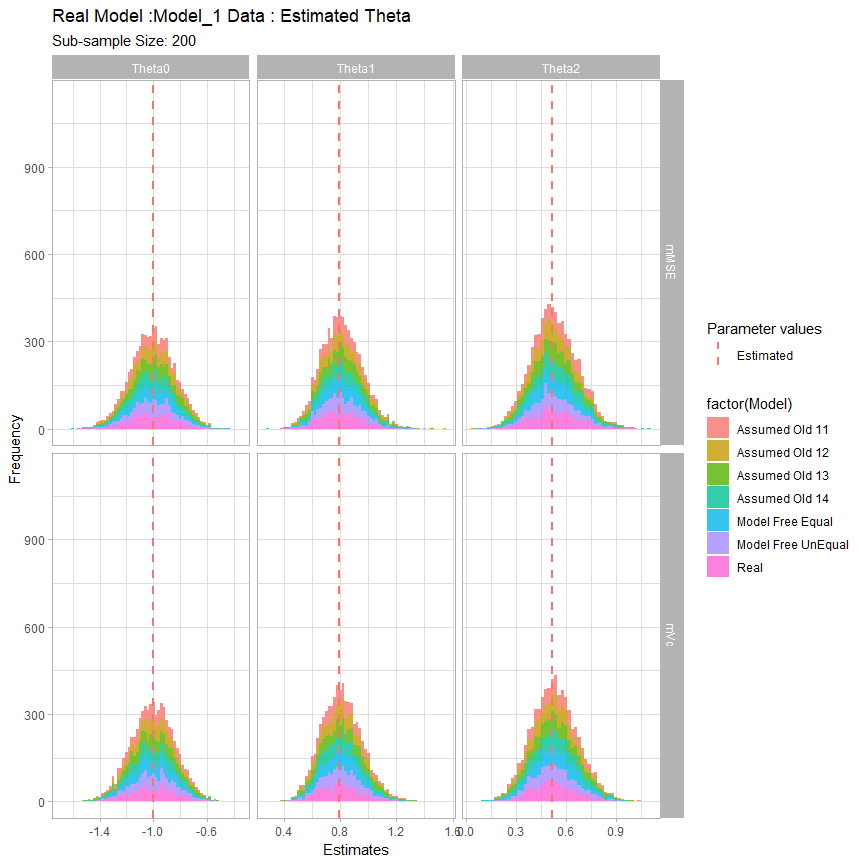 Real Model :Model_1 Data : Estimated Theta
Sub-sample Size: 200
Theta0 Theta1 Theta2
900
600
300
0
mMSE
900
600
300
0
mVc
Frequency
-1.4 -1.0 -0.6 0.4 0.8 1.2 1.6 0.0 0.3 0.6 0.9
Estimates
Parameter values
Estimated
factor(Model)
Assumed Old 11
Assumed Old 12
Assumed Old 13
Assumed Old 14
Model Free Equal
Model Free UnEqual
Real